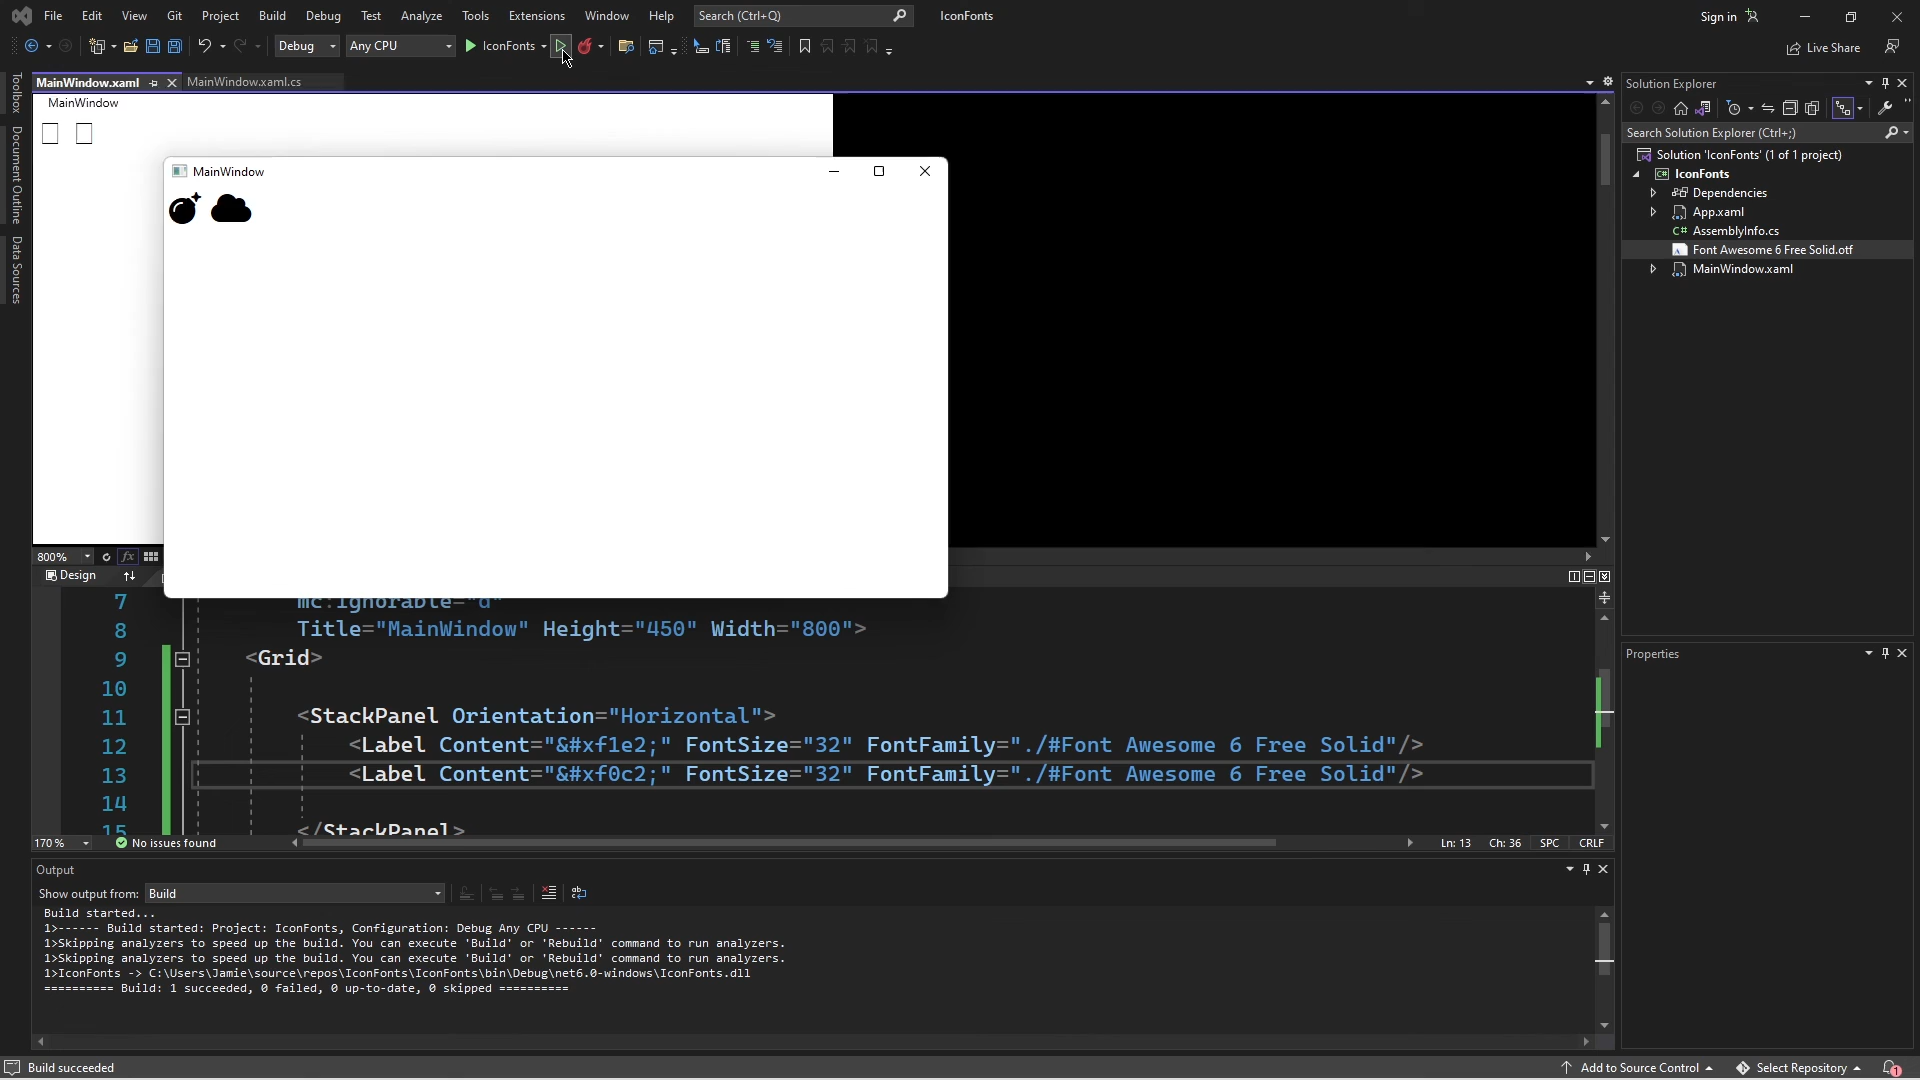 File Edit View Git Project Build Debug Test Analyze Tools Extensions Window Help Search (Ctrl+Q) IconFonts Sign in
Debug Any CPU IconFonts Live Share
Toolbox
Document Outline
Data Sources
MainWindow.xaml MainWindow.xaml.cs
MainWindow
MainWindow
800%
Design
7 mc:Ignorable="d"
8 Title="MainWindow" Height="450" Width="800">
9 <Grid>
10
11 <StackPanel Orientation="Horizontal">
12 <Label Content="&#xf1e2;" FontSize="32" FontFamily="./#Font Awesome 6 Free Solid"/>
13 <Label Content="&#xf0c2;" FontSize="32" FontFamily="./#Font Awesome 6 Free Solid"/>
14
15 </StackPanel>
170% No issues found Ln: 13 Ch: 36 SPC CRLF
Output
Show output from: Build
Build started...
1>------ Build started: Project: IconFonts, Configuration: Debug Any CPU ------
1>Skipping analyzers to speed up the build. You can execute 'Build' or 'Rebuild' command to run analyzers.
1>Skipping analyzers to speed up the build. You can execute 'Build' or 'Rebuild' command to run analyzers.
1>IconFonts -> C:\Users\Jamie\source\repos\IconFonts\IconFonts\bin\Debug\net6.0-windows\IconFonts.dll
========== Build: 1 succeeded, 0 failed, 0 up-to-date, 0 skipped ==========
Solution Explorer
Search Solution Explorer (Ctrl+;)
Solution 'IconFonts' (1 of 1 project)
C# IconFonts
Dependencies
App.xaml
C# AssemblyInfo.cs
Font Awesome 6 Free Solid.otf
MainWindow.xaml
Properties
Build succeeded Add to Source Control Select Repository 1